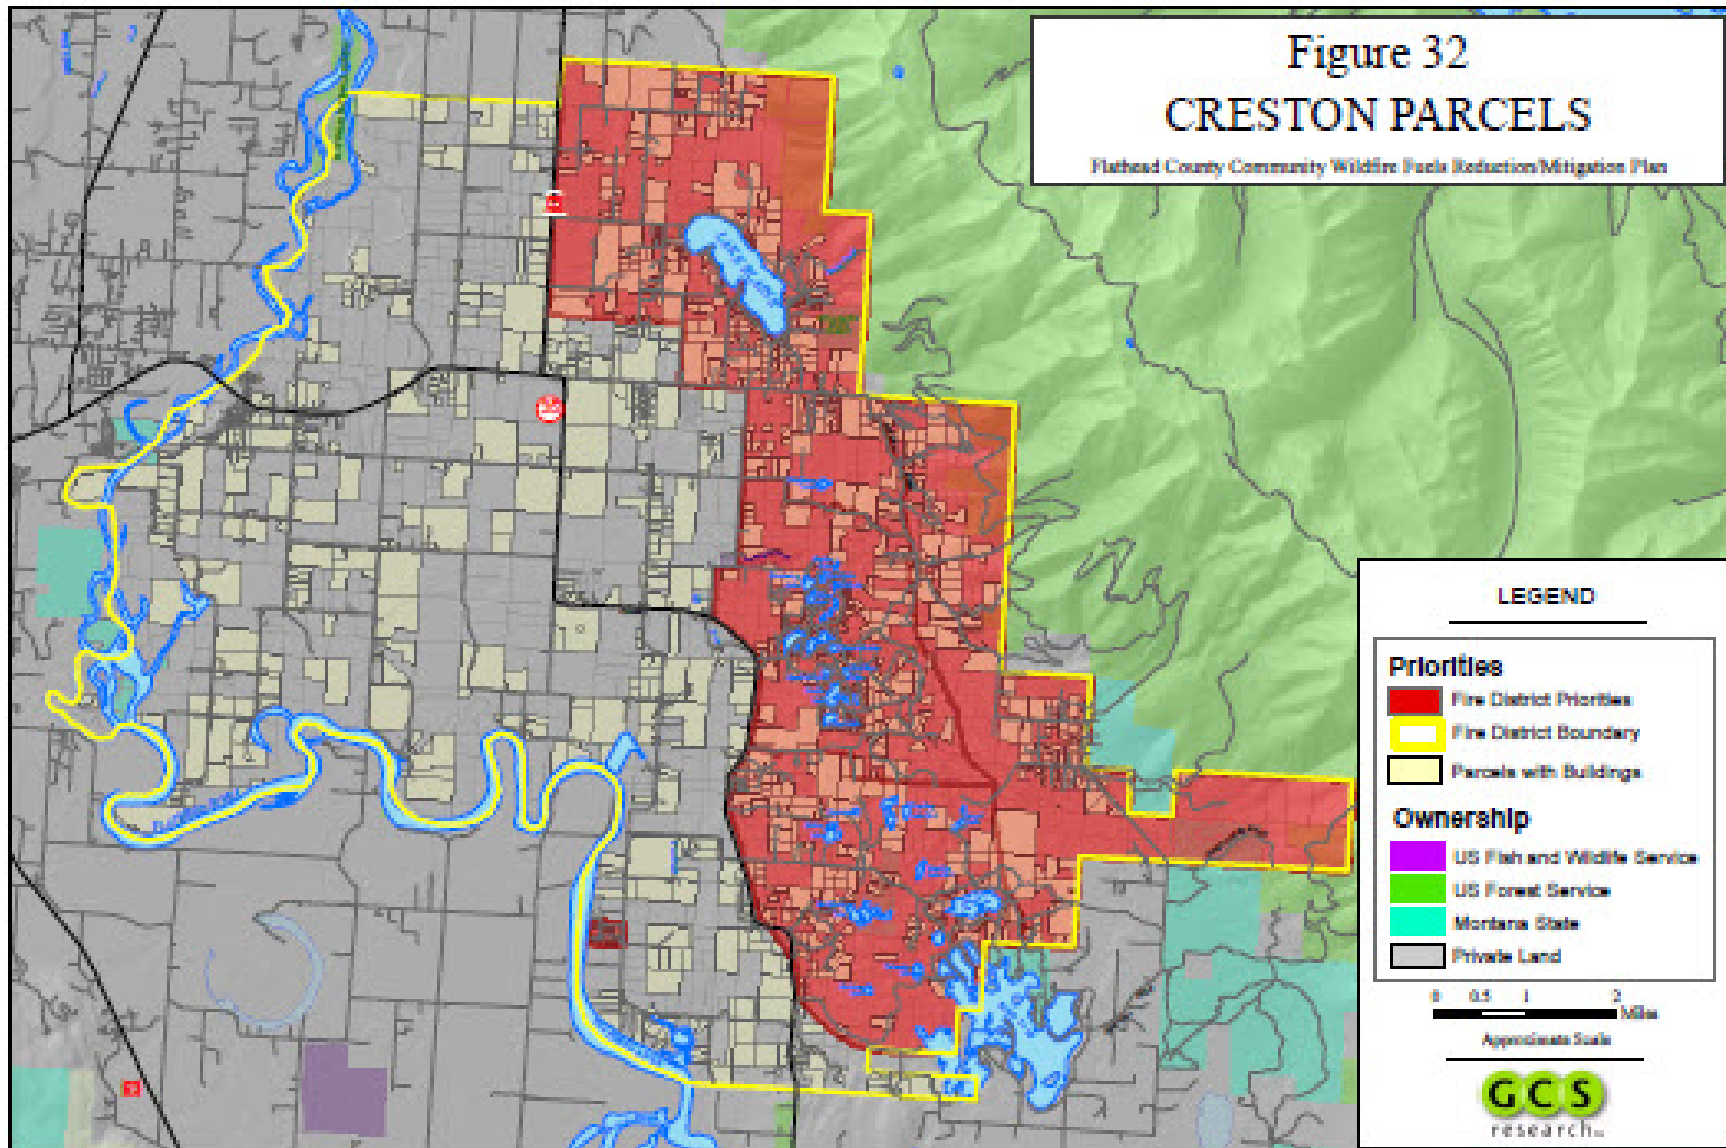 Figure 32
CRESTON PARCELS
Flathead County Community Wildfire Fuels Reduction/Mitigation Plan
LEGEND
Priorities
Fire District Priorities
Fire District Boundary
Parcels with Buildings
Ownership
US Fish and Wildlife Service
US Forest Service
Montana State
Private Land
0 0.5 1 2
Miles
Approximate Scale
GCS
research